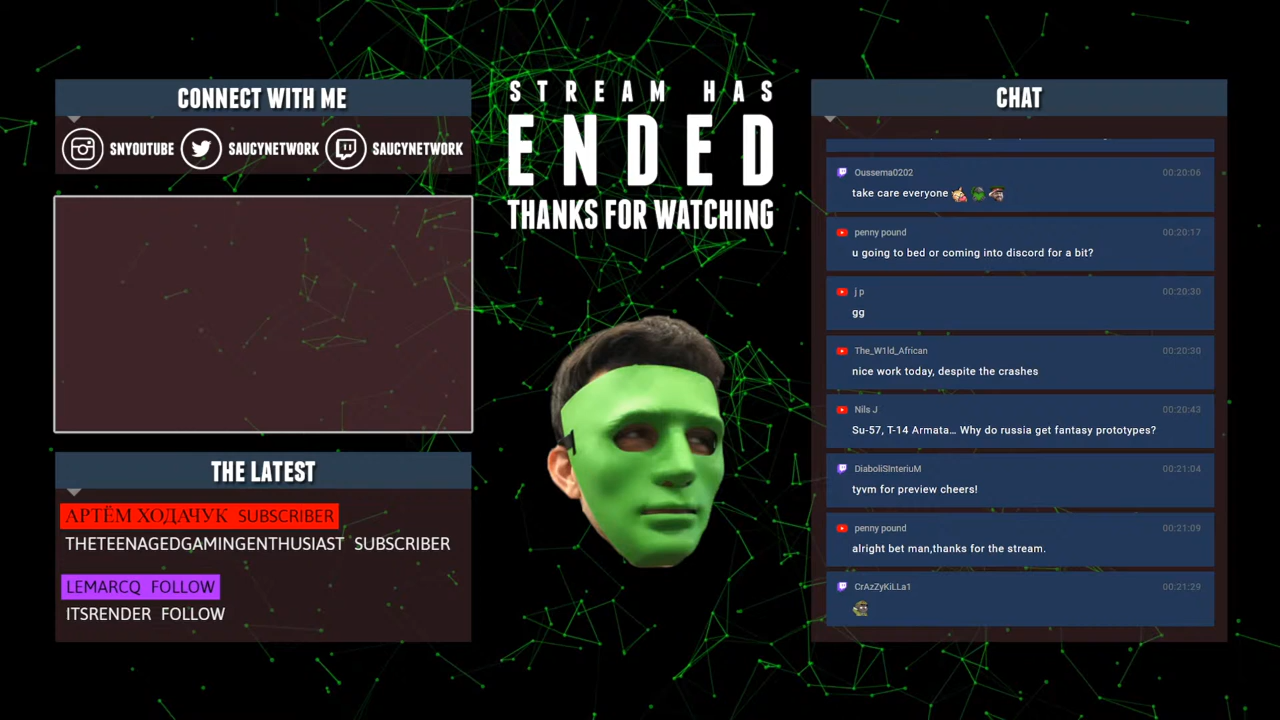 CONNECT WITH ME
SNYOUTUBE SAUCYNETWORK SAUCYNETWORK
STREAM HAS
ENDED
THANKS FOR WATCHING
THE LATEST
АРТЁМ ХОДАЧУК SUBSCRIBER
THETEENAGEDGAMINGENTHUSIAST SUBSCRIBER
LEMARCQ FOLLOW
ITSRENDER FOLLOW
CHAT
Oussema0202 00:20:06
take care everyone
penny pound 00:20:17
u going to bed or coming into discord for a bit?
j p 00:20:30
gg
The_W1ld_African 00:20:30
nice work today, despite the crashes
Nils J 00:20:43
Su-57, T-14 Armata... Why do russia get fantasy prototypes?
DiaboliSInteriuM 00:21:04
tyvm for preview cheers!
penny pound 00:21:09
alright bet man,thanks for the stream.
CrAzZyKiLLa1 00:21:29